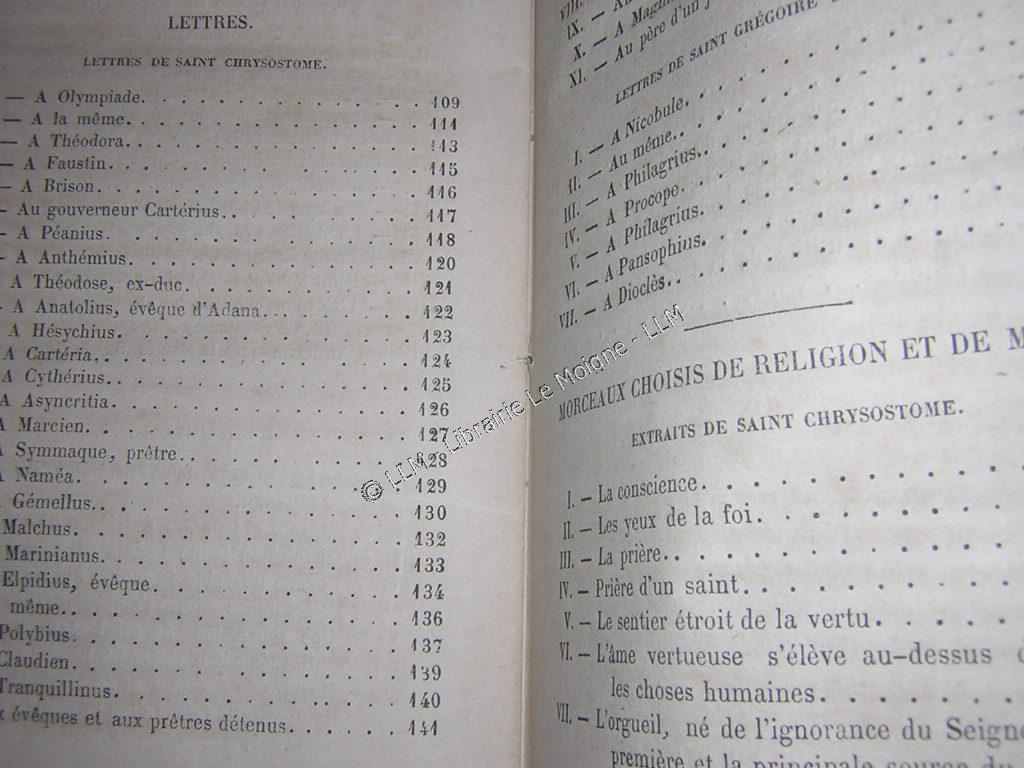 LETTRES.
LETTRES DE SAINT CHRYSOSTOME.
— A Olympiade. . . . . . . . . . . . . . . 109
— A la même. . . . . . . . . . . . . . . 111
— A Théodora. . . . . . . . . . . . . . . 113
— A Faustin. . . . . . . . . . . . . . . 115
— A Brison. . . . . . . . . . . . . . . 116
— Au gouverneur Cartérius. . . . . . . . . . . 117
— A Péanius. . . . . . . . . . . . . . . 118
— A Anthémius. . . . . . . . . . . . . . 120
A Théodose, ex-duc. . . . . . . . . . . . 121
— A Anatolius, évêque d'Adana. . . . . . . . 122
A Hésychius. . . . . . . . . . . . . . . 123
A Cartéria. . . . . . . . . . . . . . . 124
A Cythérius. . . . . . . . . . . . . . . 125
A Asyncritia. . . . . . . . . . . . . . . 126
A Marcien. . . . . . . . . . . . . . . 127
A Symmaque, prêtre. . . . . . . . . . . . 128
A Naméa. . . . . . . . . . . . . . . 129
Gémellus. . . . . . . . . . . . . . . 130
Malchus. . . . . . . . . . . . . . . 132
Marinianus. . . . . . . . . . . . . . . 133
Elpidius, évêque. . . . . . . . . . . . . 134
même. . . . . . . . . . . . . . . 136
Polybius. . . . . . . . . . . . . . . 137
Claudien. . . . . . . . . . . . . . . 139
Tranquillinus. . . . . . . . . . . . . . 140
x évêques et aux prêtres détenus. . . . . . . 141
VIII.
IX. —
X. — A
XI. — Au père d'un
LETTRES DE SAINT GRÉGOIRE
I. — A Nicobule. . . . . . . . . .
II. — Au même. . . . . . . . . .
III. — A Philagrius. . . . . . . . . .
IV. — A Procope. . . . . . . . . .
V. — A Philagrius. . . . . . . . . .
VI. — A Pansophius. . . . . . . . . .
VII. — A Dioclès. . . . . . . . . .
MORCEAUX CHOISIS DE RELIGION ET DE M
EXTRAITS DE SAINT CHRYSOSTOME.
I. — La conscience. . . . . . . . . .
II. — Les yeux de la foi. . . . . . . .
III. — La prière. . . . . . . . . .
IV. — Prière d'un saint. . . . . . . . .
V. — Le sentier étroit de la vertu. . . . .
VI. — L'âme vertueuse s'élève au-dessus
les choses humaines. . . . . . .
VII. — L'orgueil, né de l'ignorance du Seigne
première et la principale source du
© LLM - Librairie Le Moigne - LLM